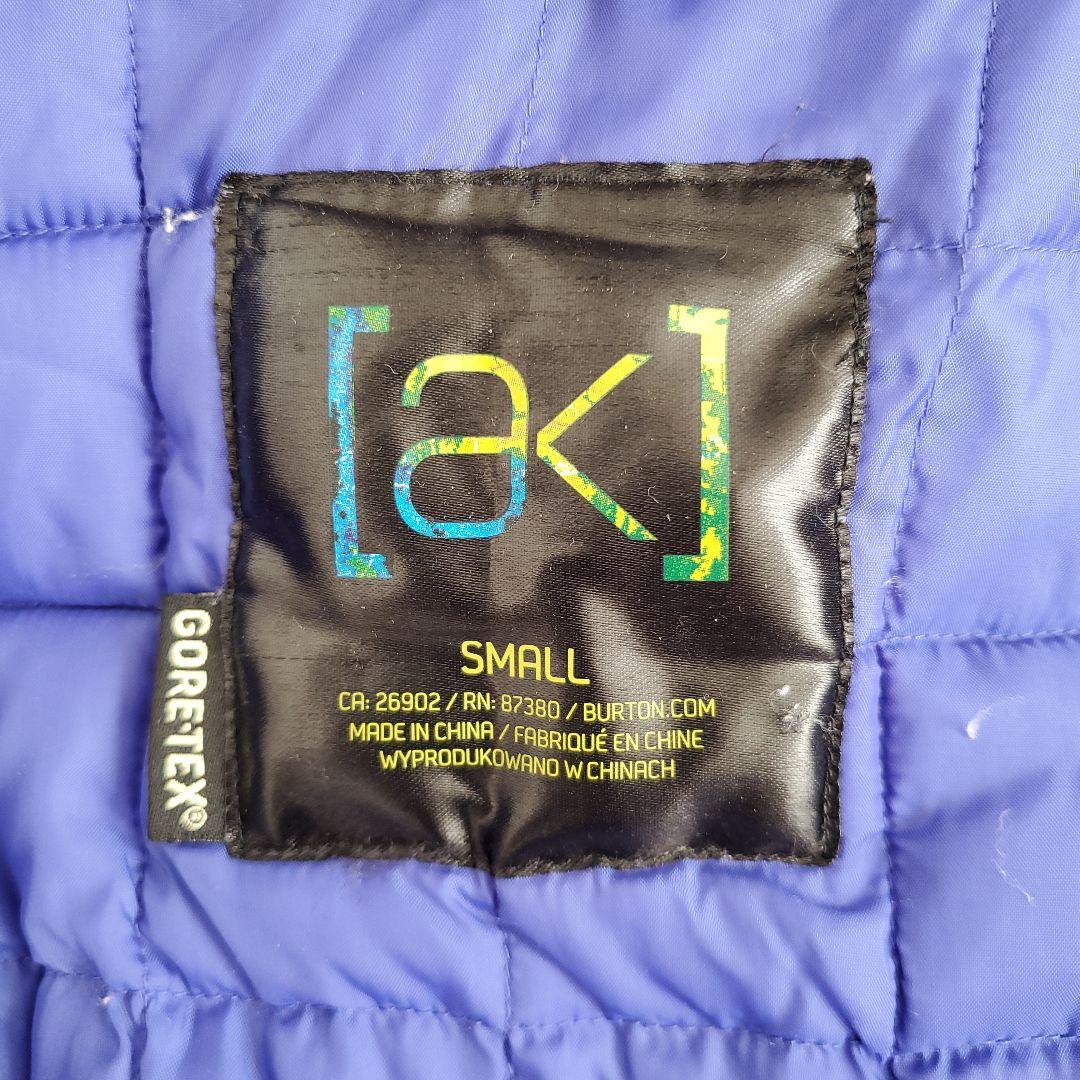 [ak]
SMALL
CA: 26902 / RN: 87380 / BURTON.COM
MADE IN CHINA / FABRIQUÉ EN CHINE
WYPRODUKOWANO W CHINACH
GORE-TEX®